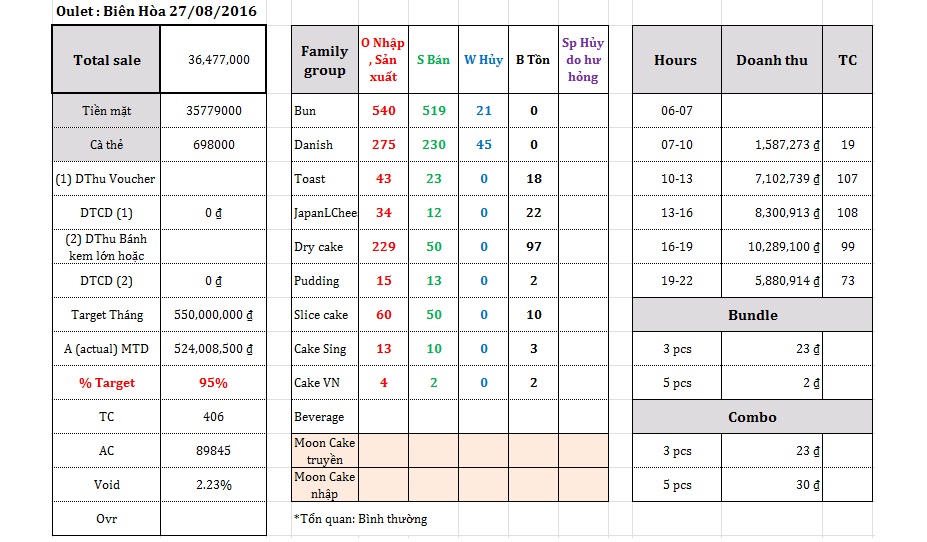 Oulet : Biên Hòa 27/08/2016
Total sale 36,477,000
Tiền mặt 35779000
Cà thẻ 698000
(1) DThu Voucher
DTCD (1) 0 ₫
(2) DThu Bánh
kem lớn hoặc
DTCD (2) 0 ₫
Target Tháng 550,000,000 ₫
A (actual) MTD 524,008,500 ₫
% Target 95%
TC 406
AC 89845
Void 2.23%
Ovr
Family
group
O Nhập
, Sản
xuất
S Bán
W Hủy
B Tồn
Sp Hủy
do hư
hỏng
Bun 540 519 21 0
Danish 275 230 45 0
Toast 43 23 0 18
JapanLChee 34 12 0 22
Dry cake 229 50 0 97
Pudding 15 13 0 2
Slice cake 60 50 0 10
Cake Sing 13 10 0 3
Cake VN 4 2 0 2
Beverage
Moon Cake
truyền
Moon Cake
nhập
*Tổn quan: Bình thường
Hours Doanh thu TC
06-07
07-10 1,587,273 ₫ 19
10-13 7,102,739 ₫ 107
13-16 8,300,913 ₫ 108
16-19 10,289,100 ₫ 99
19-22 5,880,914 ₫ 73
Bundle
3 pcs 23 ₫
5 pcs 2 ₫
Combo
3 pcs 23 ₫
5 pcs 30 ₫